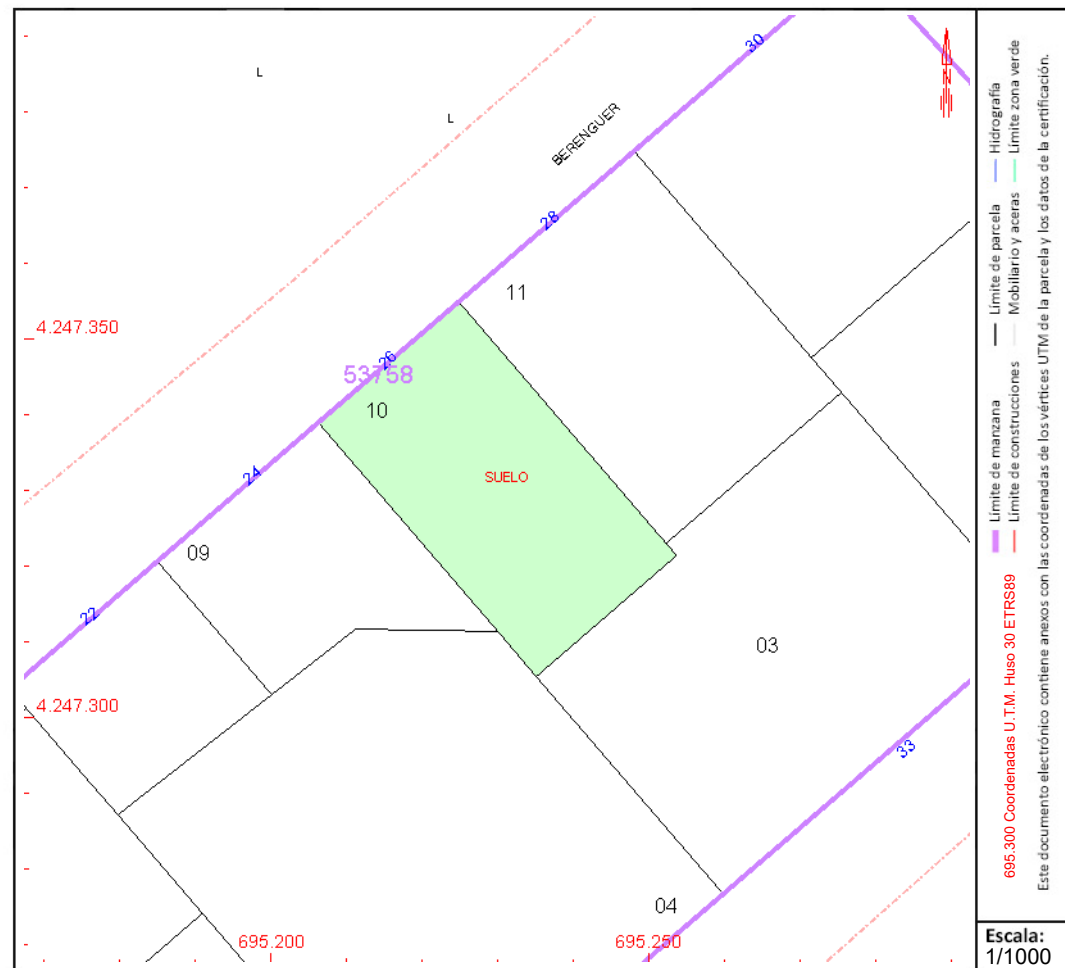 L
L
30
BERENGUER
28
11
4.247.350
26
53758
10
SUELO
24
09
22
03
4.247.300
33
04
695.200
695.250
N
Límite de manzana
Límite de parcela
Hidrografía
Límite de construcciones
Mobiliario y aceras
Límite zona verde
695.300 Coordenadas U.T.M. Huso 30 ETRS89
Este documento electrónico contiene anexos con las coordenadas de los vértices UTM de la parcela y los datos de la certificación.
Escala:
1/1000